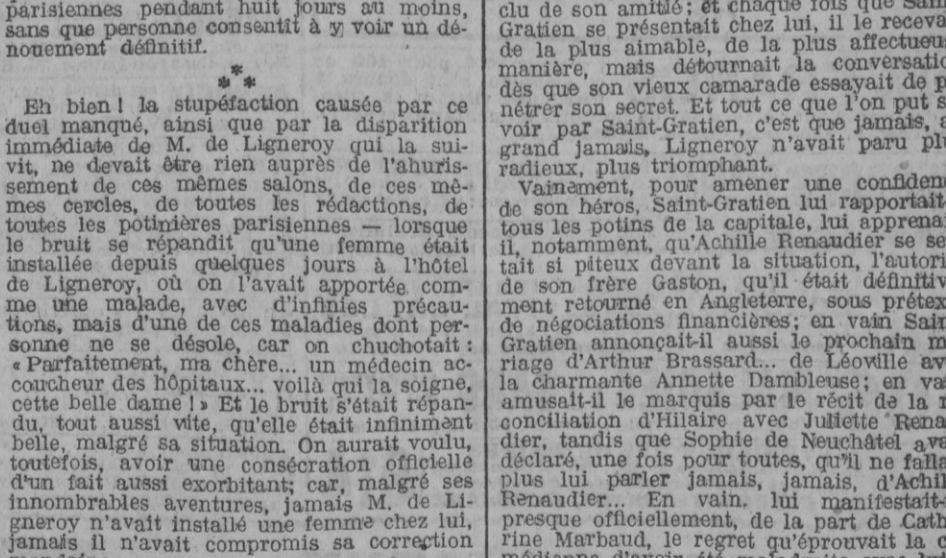 parisiennes pendant huit jours au moins,
sans que personne consentît à y voir un dé-
nouement définitif.
* * *
Eh bien ! la stupéfaction causée par ce
duel manqué, ainsi que par la disparition
immédiate de M. de Ligneroy qui la sui-
vit, ne devait être rien auprès de l'ahuris-
sement de ces mêmes salons, de ces mê-
mes cercles, de toutes les rédactions, de
toutes les potinières parisiennes — lorsque
le bruit se répandit qu'une femme était
installée depuis quelques jours à l'hôtel
de Ligneroy, où on l'avait apportée com-
me une malade, avec d'infinies précau-
tions, mais d'une de ces maladies dont per-
sonne ne se désole, car on chuchotait :
« Parfaitement, ma chère... un médecin ac-
coucheur des hôpitaux... voilà qui la soigne,
cette belle dame ! » Et le bruit s'était répan-
du, tout aussi vite, qu'elle était infiniment
belle, malgré sa situation. On aurait voulu,
toutefois, avoir une consécration officielle
d'un fait aussi exorbitant; car, malgré ses
innombrables aventures, jamais M. de Li-
gneroy n'avait installé une femme chez lui,
jamais il n'avait compromis sa correction
clu de son amitié; et chaque fois que Sain
Gratien se présentait chez lui, il le receva
de la plus aimable, de la plus affectueu
manière, mais détournait la conversatio
dès que son vieux camarade essayait de p
nétrer son secret. Et tout ce que l'on put s
voir par Saint-Gratien, c'est que jamais, a
grand jamais, Ligneroy n'avait paru plu
radieux, plus triomphant.
Vainement, pour amener une confiden
de son héros, Saint-Gratien lui rapportait
tous les potins de la capitale, lui apprena
il, notamment, qu'Achille Renaudier se se
tait si piteux devant la situation, l'autori
de son frère Gaston, qu'il était définitiv
ment retourné en Angleterre, sous prétex
de négociations financières; en vain Sain
Gratien annonçait-il aussi le prochain m
riage d'Arthur Brassard... de Léoville av
la charmante Annette Dambleuse; en va
amusait-il le marquis par le récit de la r
conciliation d'Hilaire avec Juliette Rena
dier, tandis que Sophie de Neuchâtel ava
déclaré, une fois pour toutes, qu'il ne falla
plus lui parler jamais, jamais, d'Achil
Renaudier... En vain, lui manifestait-
presque officiellement, de la part de Cath
rine Marbaud, le regret qu'éprouvait la c